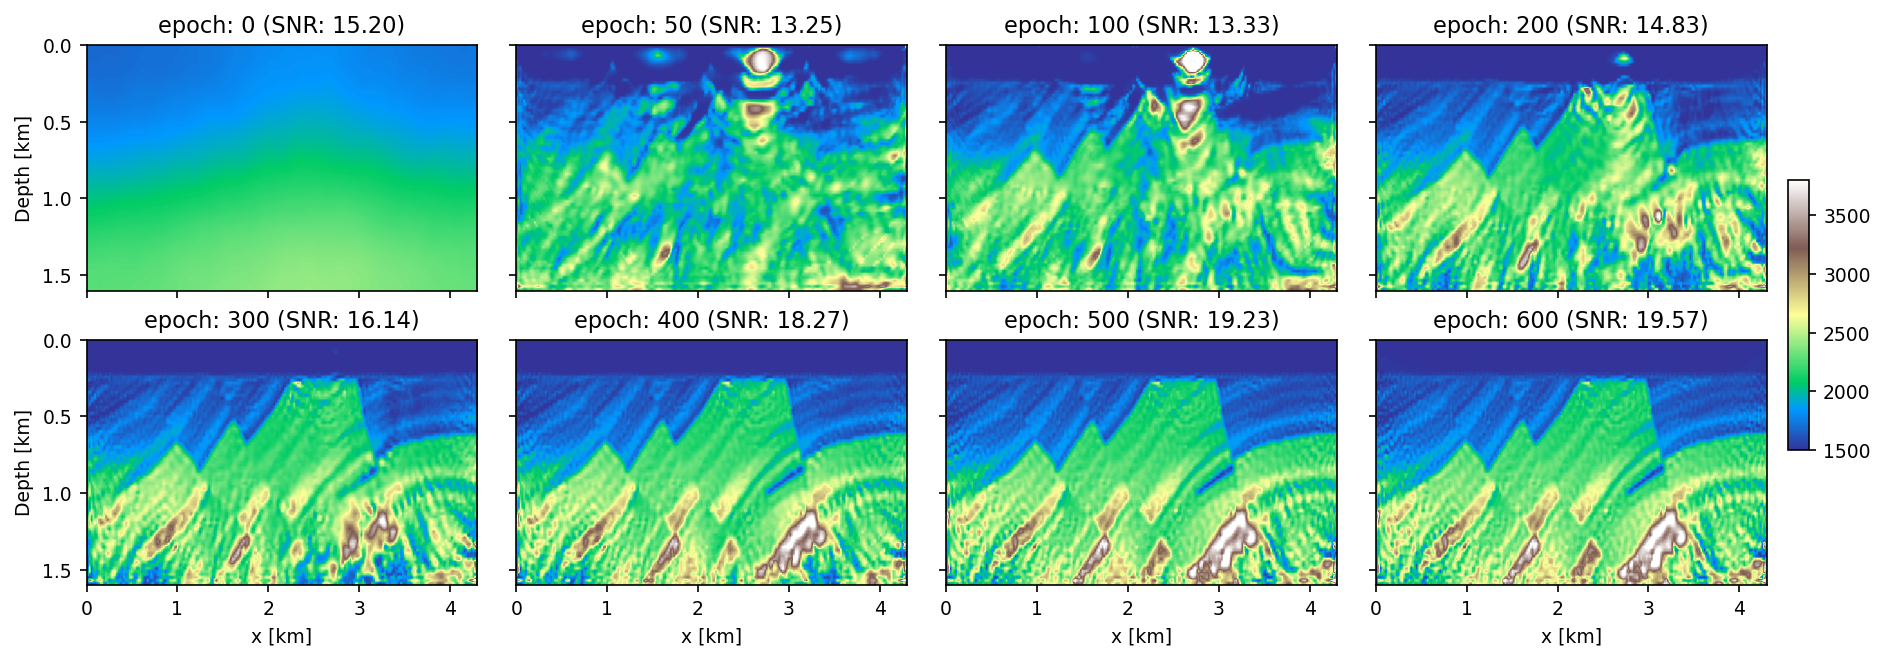 epoch: 0 (SNR: 15.20)
epoch: 50 (SNR: 13.25)
epoch: 100 (SNR: 13.33)
epoch: 200 (SNR: 14.83)
0.0
0.5
1.0
1.5
Depth [km]
epoch: 300 (SNR: 16.14)
epoch: 400 (SNR: 18.27)
epoch: 500 (SNR: 19.23)
epoch: 600 (SNR: 19.57)
0.0
0.5
1.0
1.5
Depth [km]
0 1 2 3 4
0 1 2 3 4
0 1 2 3 4
0 1 2 3 4
x [km]
x [km]
x [km]
x [km]
3500
3000
2500
2000
1500